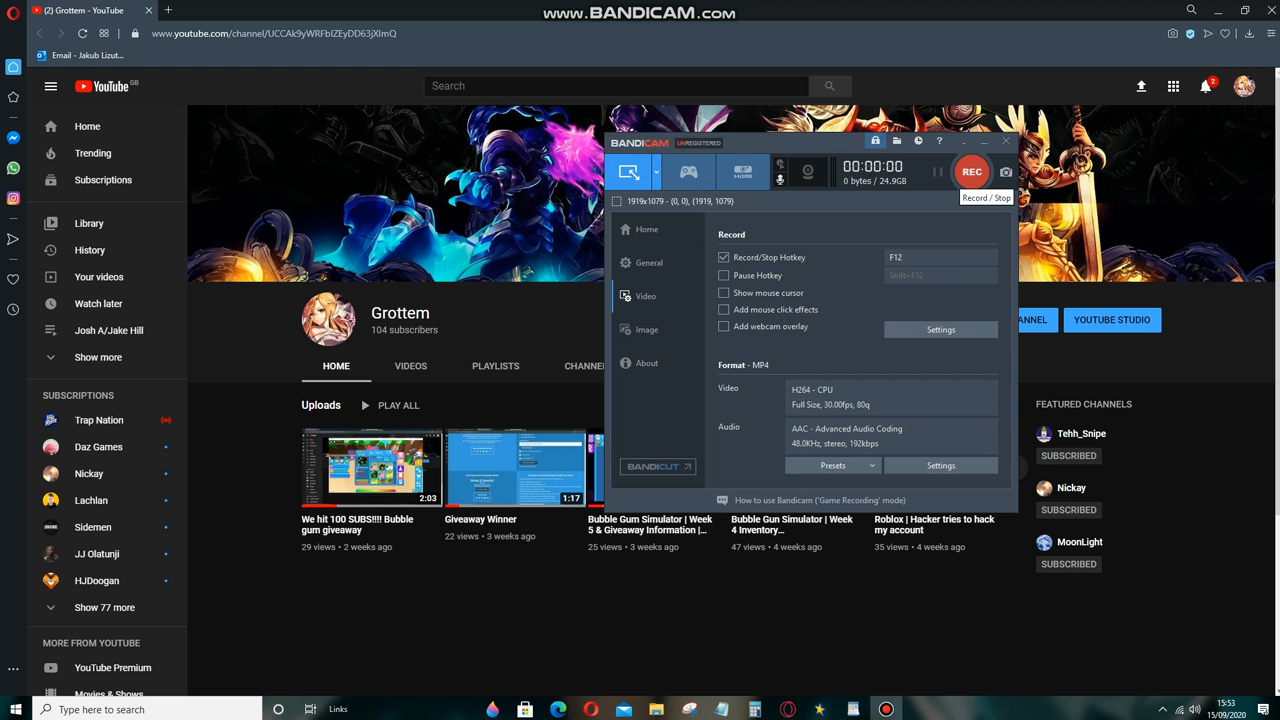 www.BANDICAM.com
(2) Grottem - YouTube
www.youtube.com/channel/UCCAk9yWRFbIZEyDD63jXImQ
Email - Jakub Lizut...
YouTube GB
Search
2
Home
Trending
Subscriptions
Library
History
Your videos
Watch later
Josh A/Jake Hill
Show more
SUBSCRIPTIONS
Trap Nation
Daz Games
Nickay
Lachlan
Sidemen
JJ Olatunji
HJDoogan
Show 77 more
MORE FROM YOUTUBE
YouTube Premium
Movies & Shows
Grottem
104 subscribers
ANNEL
YOUTUBE STUDIO
HOME
VIDEOS
PLAYLISTS
CHANNE
Uploads
PLAY ALL
2:03
1:17
We hit 100 SUBS!!!! Bubble
gum giveaway
29 views • 2 weeks ago
Giveaway Winner
22 views • 3 weeks ago
Bubble Gum Simulator | Week
5 & Giveaway Information |...
25 views • 3 weeks ago
Bubble Gun Simulator | Week
4 Inventory...
47 views • 4 weeks ago
Roblox | Hacker tries to hack
my account
35 views • 4 weeks ago
FEATURED CHANNELS
Tehh_Snipe
SUBSCRIBED
Nickay
SUBSCRIBED
MoonLight
SUBSCRIBED
BANDICAM UNREGISTERED
HDMI
00:00:00
0 bytes / 24.9GB
REC
Record / Stop
1919x1079 - (0, 0), (1919, 1079)
Home
General
Video
Image
About
BANDICUT
Record
Record/Stop Hotkey
F12
Pause Hotkey
Shift+F12
Show mouse cursor
Add mouse click effects
Add webcam overlay
Settings
Format - MP4
Video
H264 - CPU
Full Size, 30.00fps, 80q
Audio
AAC - Advanced Audio Coding
48.0KHz, stereo, 192kbps
Presets
Settings
How to use Bandicam ('Game Recording' mode)
Type here to search
Links
15:53
15/09/2020